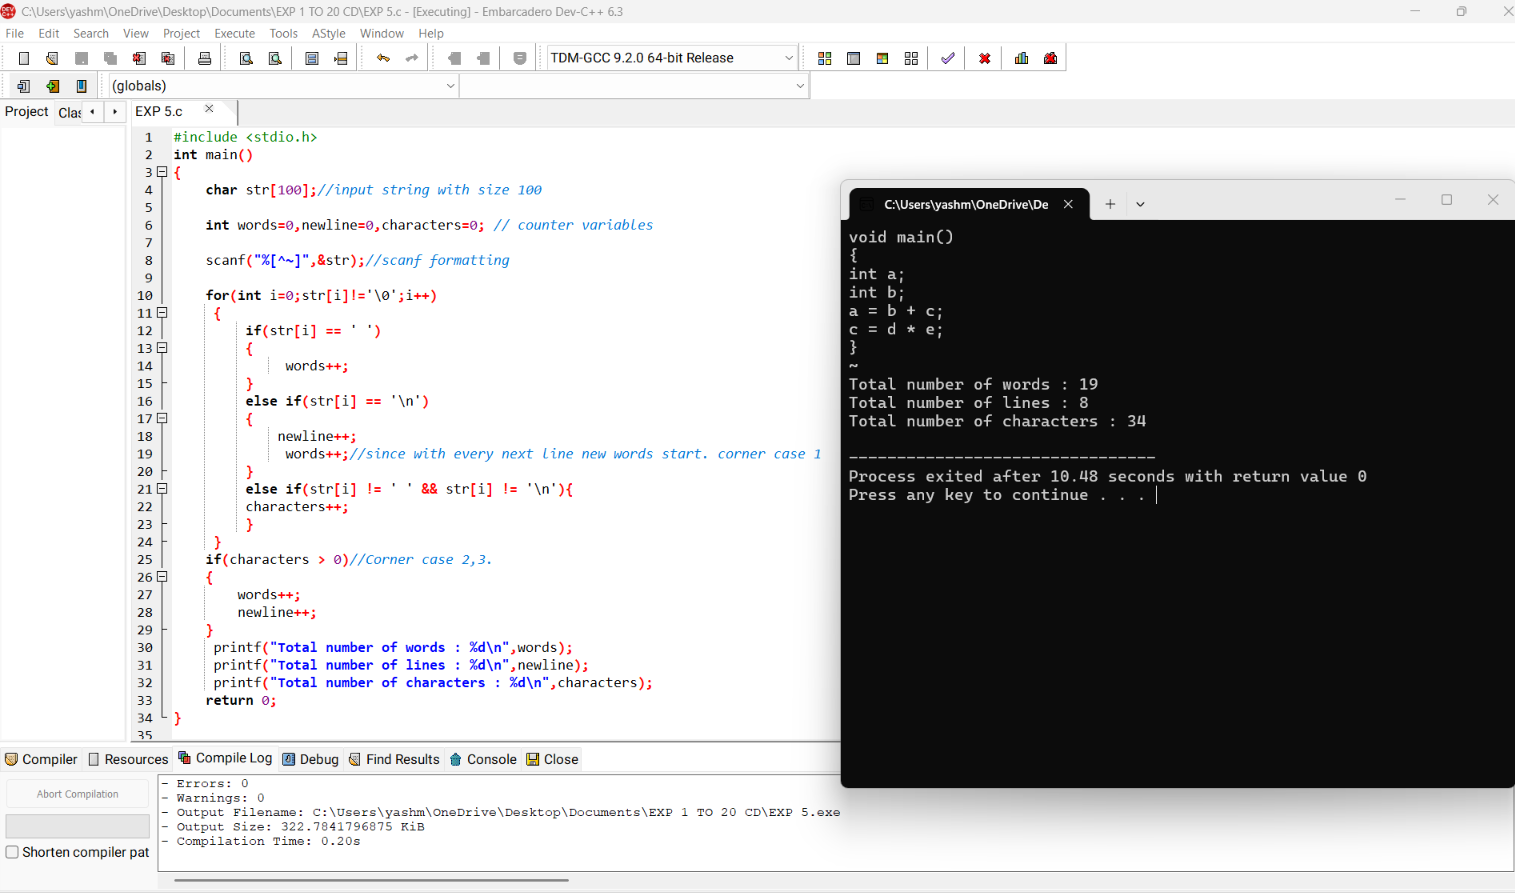 C:\Users\yashm\OneDrive\Desktop\Documents\EXP 1 TO 20 CD\EXP 5.c - [Executing] - Embarcadero Dev-C++ 6.3
File Edit Search View Project Execute Tools AStyle Window Help
TDM-GCC 9.2.0 64-bit Release
(globals)
Project Clas EXP 5.c
1 #include <stdio.h>
2 int main()
3 {
4 char str[100];//input string with size 100
5
6 int words=0,newline=0,characters=0; // counter variables
7
8 scanf("%[^~]",&str);//scanf formatting
9
10 for(int i=0;str[i]!='\0';i++)
11 {
12 if(str[i] == ' ')
13 {
14 words++;
15 }
16 else if(str[i] == '\n')
17 {
18 newline++;
19 words++;//since with every next line new words start. corner case 1
20 }
21 else if(str[i] != ' ' && str[i] != '\n'){
22 characters++;
23 }
24 }
25 if(characters > 0)//Corner case 2,3.
26 {
27 words++;
28 newline++;
29 }
30 printf("Total number of words : %d\n",words);
31 printf("Total number of lines : %d\n",newline);
32 printf("Total number of characters : %d\n",characters);
33 return 0;
34 }
35
C:\Users\yashm\OneDrive\De
void main()
{
int a;
int b;
a = b + c;
c = d * e;
}
~
Total number of words : 19
Total number of lines : 8
Total number of characters : 34
--------------------------------
Process exited after 10.48 seconds with return value 0
Press any key to continue . . .
Compiler Resources Compile Log Debug Find Results Console Close
Abort Compilation
Shorten compiler pat
- Errors: 0
- Warnings: 0
- Output Filename: C:\Users\yashm\OneDrive\Desktop\Documents\EXP 1 TO 20 CD\EXP 5.exe
- Output Size: 322.7841796875 KiB
- Compilation Time: 0.20s